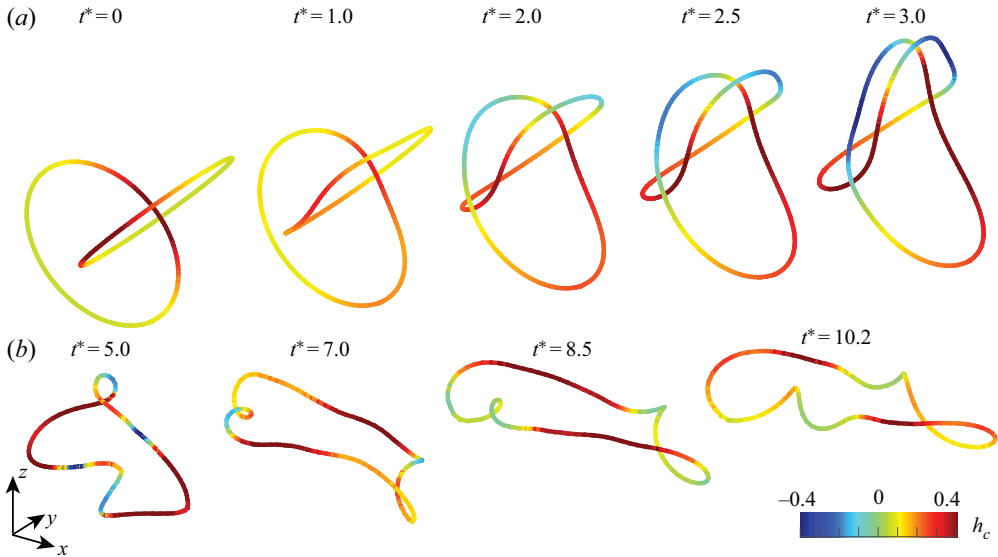 (a) t* = 0 t* = 1.0 t* = 2.0 t* = 2.5 t* = 3.0
(b) t* = 5.0 t* = 7.0 t* = 8.5 t* = 10.2
z
y
x
–0.4 0 0.4
h_c